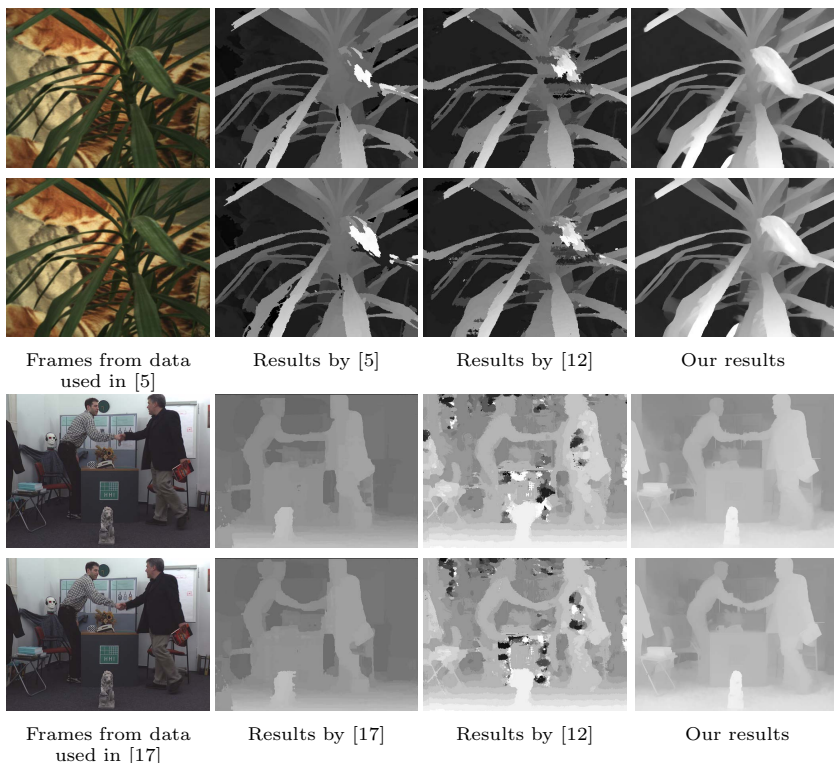 Frames from data
used in [5]
Results by [5]
Results by [12]
Our results
Frames from data
used in [17]
Results by [17]
Results by [12]
Our results